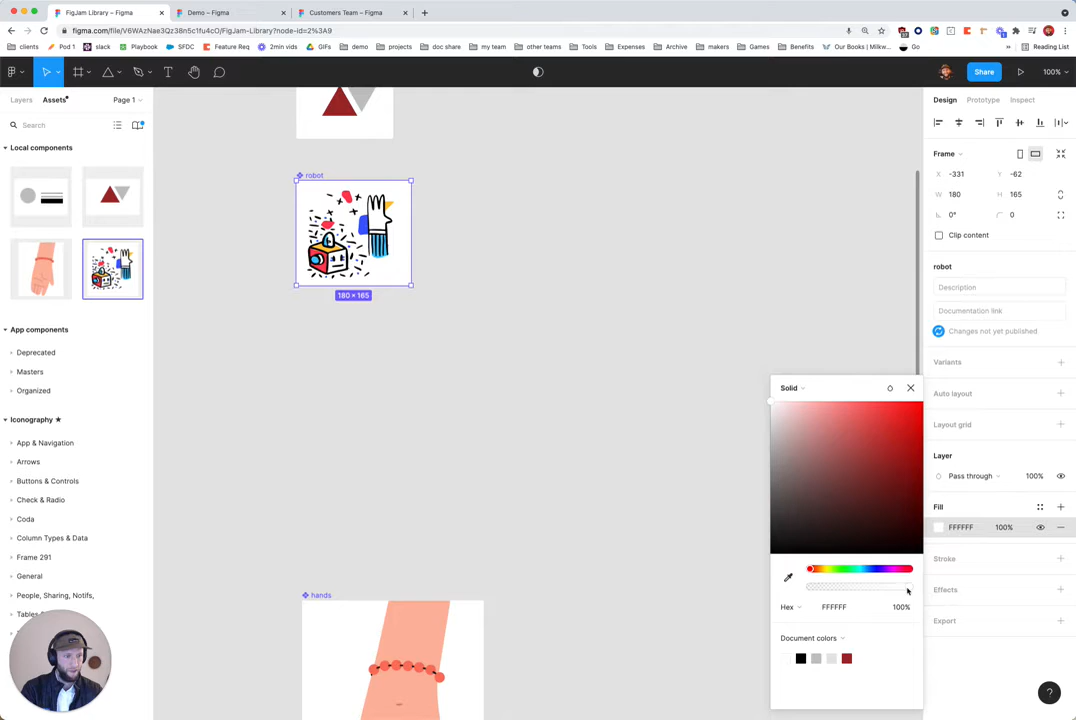 FigJam Library – Figma
Demo – Figma
Customers Team – Figma
figma.com/file/V6WAzNae3Qz38n5c1fu4cO/FigJam-Library?node-id=2%3A9
clients
Pod 1
slack
Playbook
SFDC
Feature Req
2min vids
GIFs
demo
projects
doc share
my team
other teams
Tools
Expenses
Archive
makers
Games
Benefits
Our Books | Milkw...
Go
Reading List
Share
100%
Layers
Assets
Page 1
Search
Local components
App components
Deprecated
Masters
Organized
Iconography ★
App & Navigation
Arrows
Buttons & Controls
Check & Radio
Coda
Column Types & Data
Frame 291
General
People, Sharing, Notifs,
robot
180 × 165
hands
Solid
Hex
FFFFFF
100%
Document colors
Design
Prototype
Inspect
Frame
X -331
Y -62
W 180
H 165
0°
0
Clip content
robot
Description
Documentation link
Changes not yet published
Variants
Auto layout
Layout grid
Layer
Pass through
100%
Fill
FFFFFF
100%
Stroke
Effects
Export
?